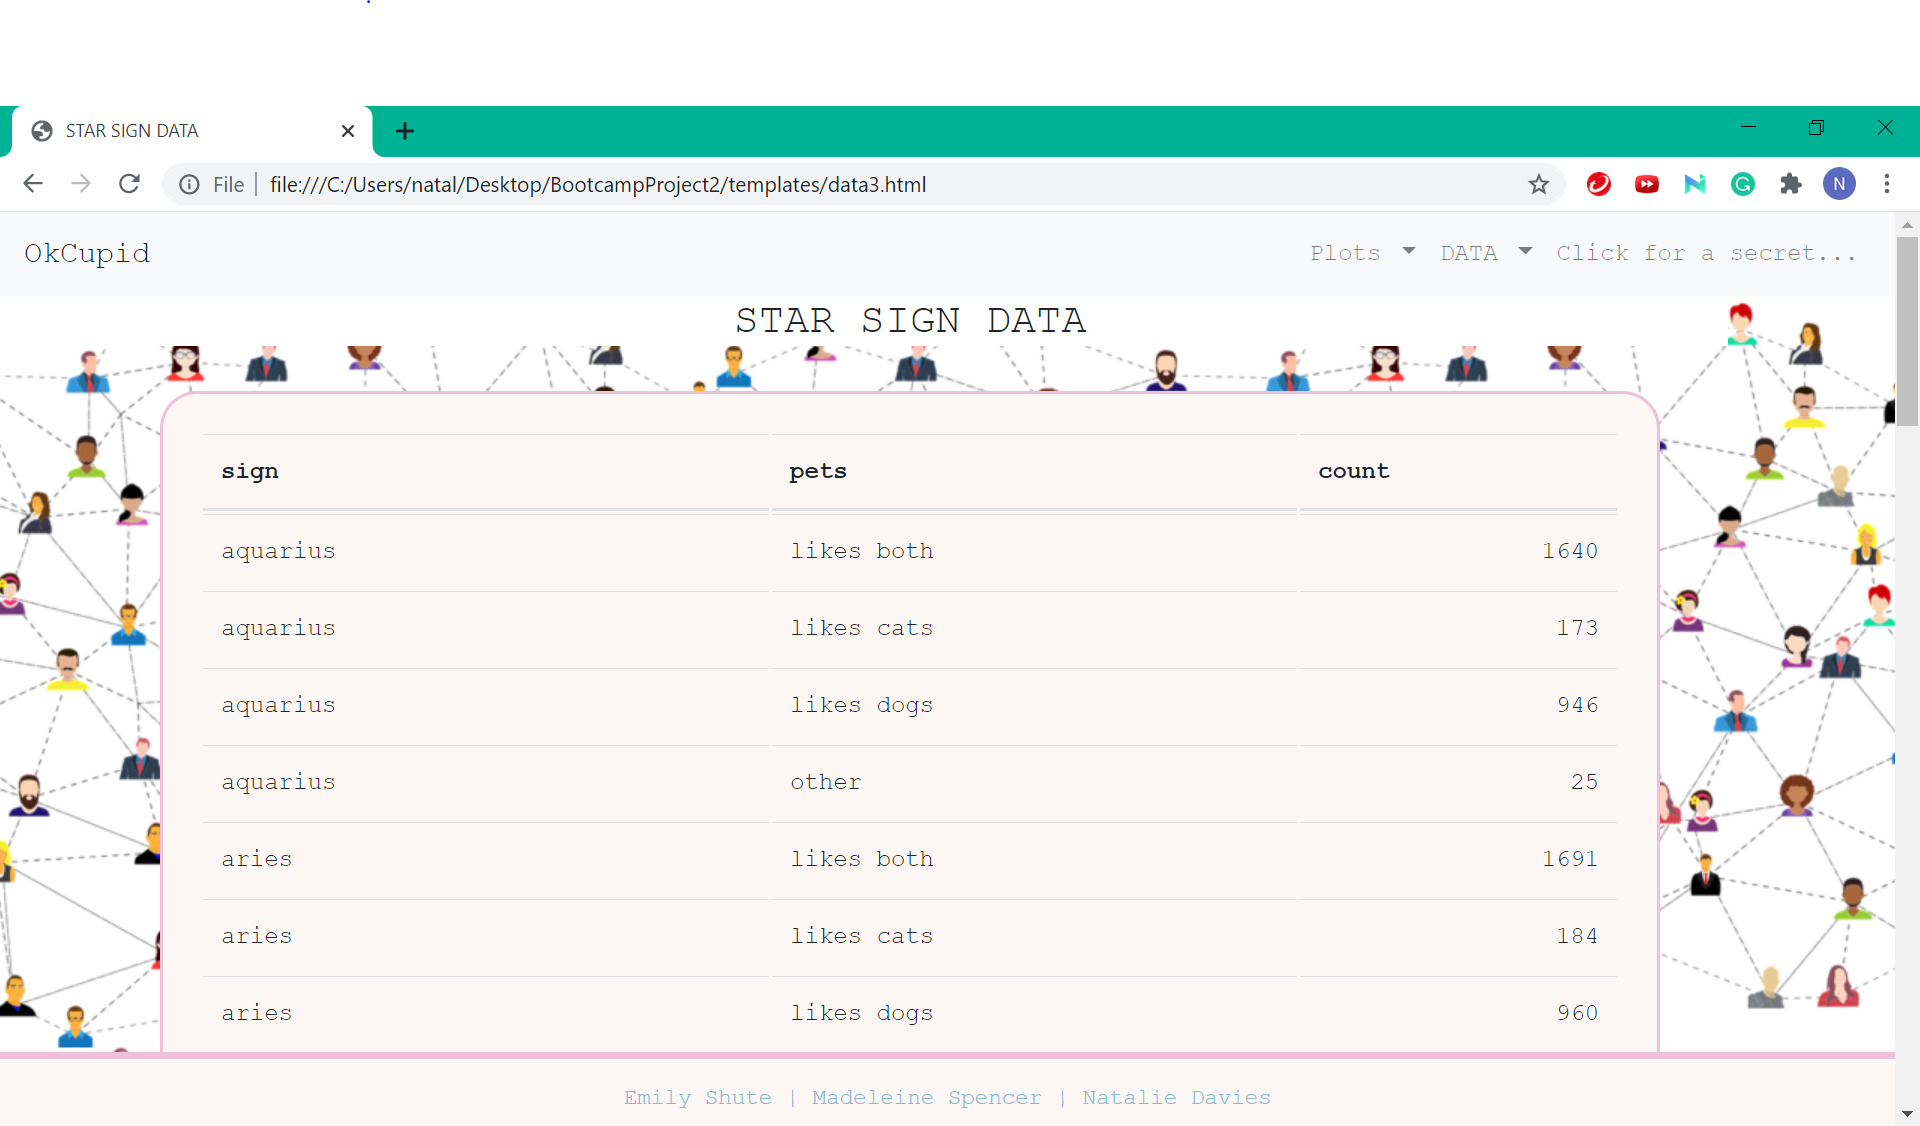 STAR SIGN DATA
File | file:///C:/Users/natal/Desktop/BootcampProject2/templates/data3.html
N
OkCupid Plots DATA Click for a secret...
STAR SIGN DATA
sign pets count
aquarius likes both 1640
aquarius likes cats 173
aquarius likes dogs 946
aquarius other 25
aries likes both 1691
aries likes cats 184
aries likes dogs 960
Emily Shute | Madeleine Spencer | Natalie Davies